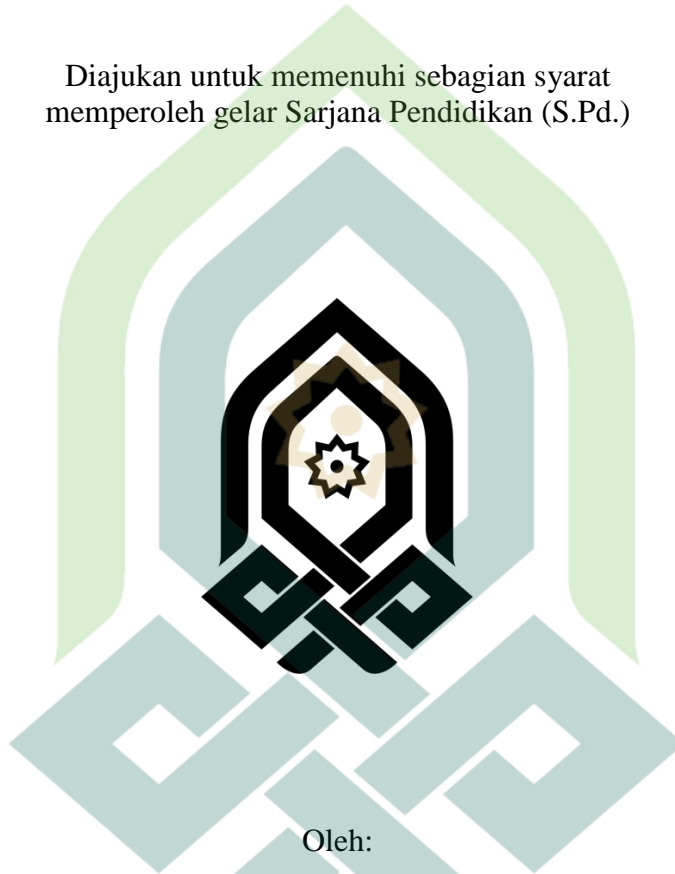 Diajukan untuk memenuhi sebagian syarat
memperoleh gelar Sarjana Pendidikan (S.Pd.)
Oleh: